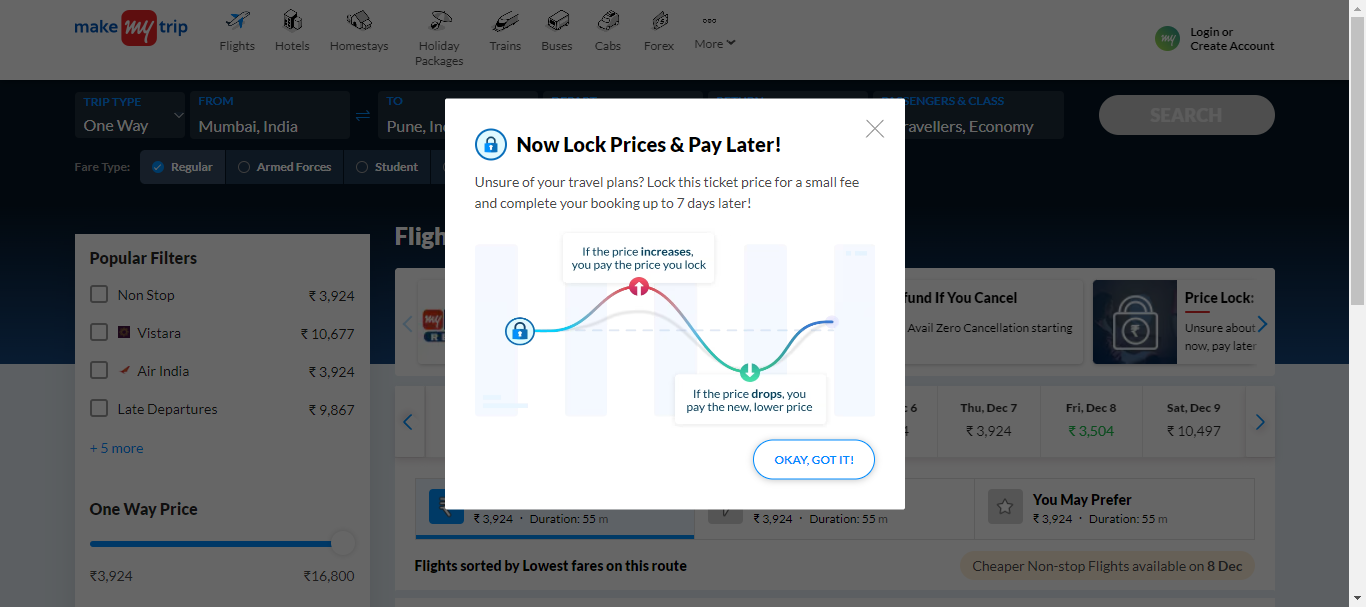 make my trip
Flights
Hotels
Homestays
Holiday
Packages
Trains
Buses
Cabs
Forex
More
my
Login or
Create Account
TRIP TYPE
One Way
FROM
Mumbai, India
TO
Pune, In
PASSENGERS & CLASS
ravellers, Economy
SEARCH
Fare Type:
Regular
Armed Forces
Student
Now Lock Prices & Pay Later!
Unsure of your travel plans? Lock this ticket price for a small fee
and complete your booking up to 7 days later!
If the price increases,
you pay the price you lock
If the price drops, you
pay the new, lower price
OKAY, GOT IT!
Popular Filters
Non Stop
₹ 3,924
Vistara
₹ 10,677
Air India
₹ 3,924
Late Departures
₹ 9,867
+ 5 more
One Way Price
₹3,924
₹16,800
Fligh
my
fund If You Cancel
Avail Zero Cancellation starting
Price Lock:
Unsure about
now, pay later
: 6
4
Thu, Dec 7
₹ 3,924
Fri, Dec 8
₹ 3,504
Sat, Dec 9
₹ 10,497
₹ 3,924 · Duration: 55 m
₹ 3,924 · Duration: 55 m
You May Prefer
₹ 3,924 · Duration: 55 m
Flights sorted by Lowest fares on this route
Cheaper Non-stop Flights available on 8 Dec